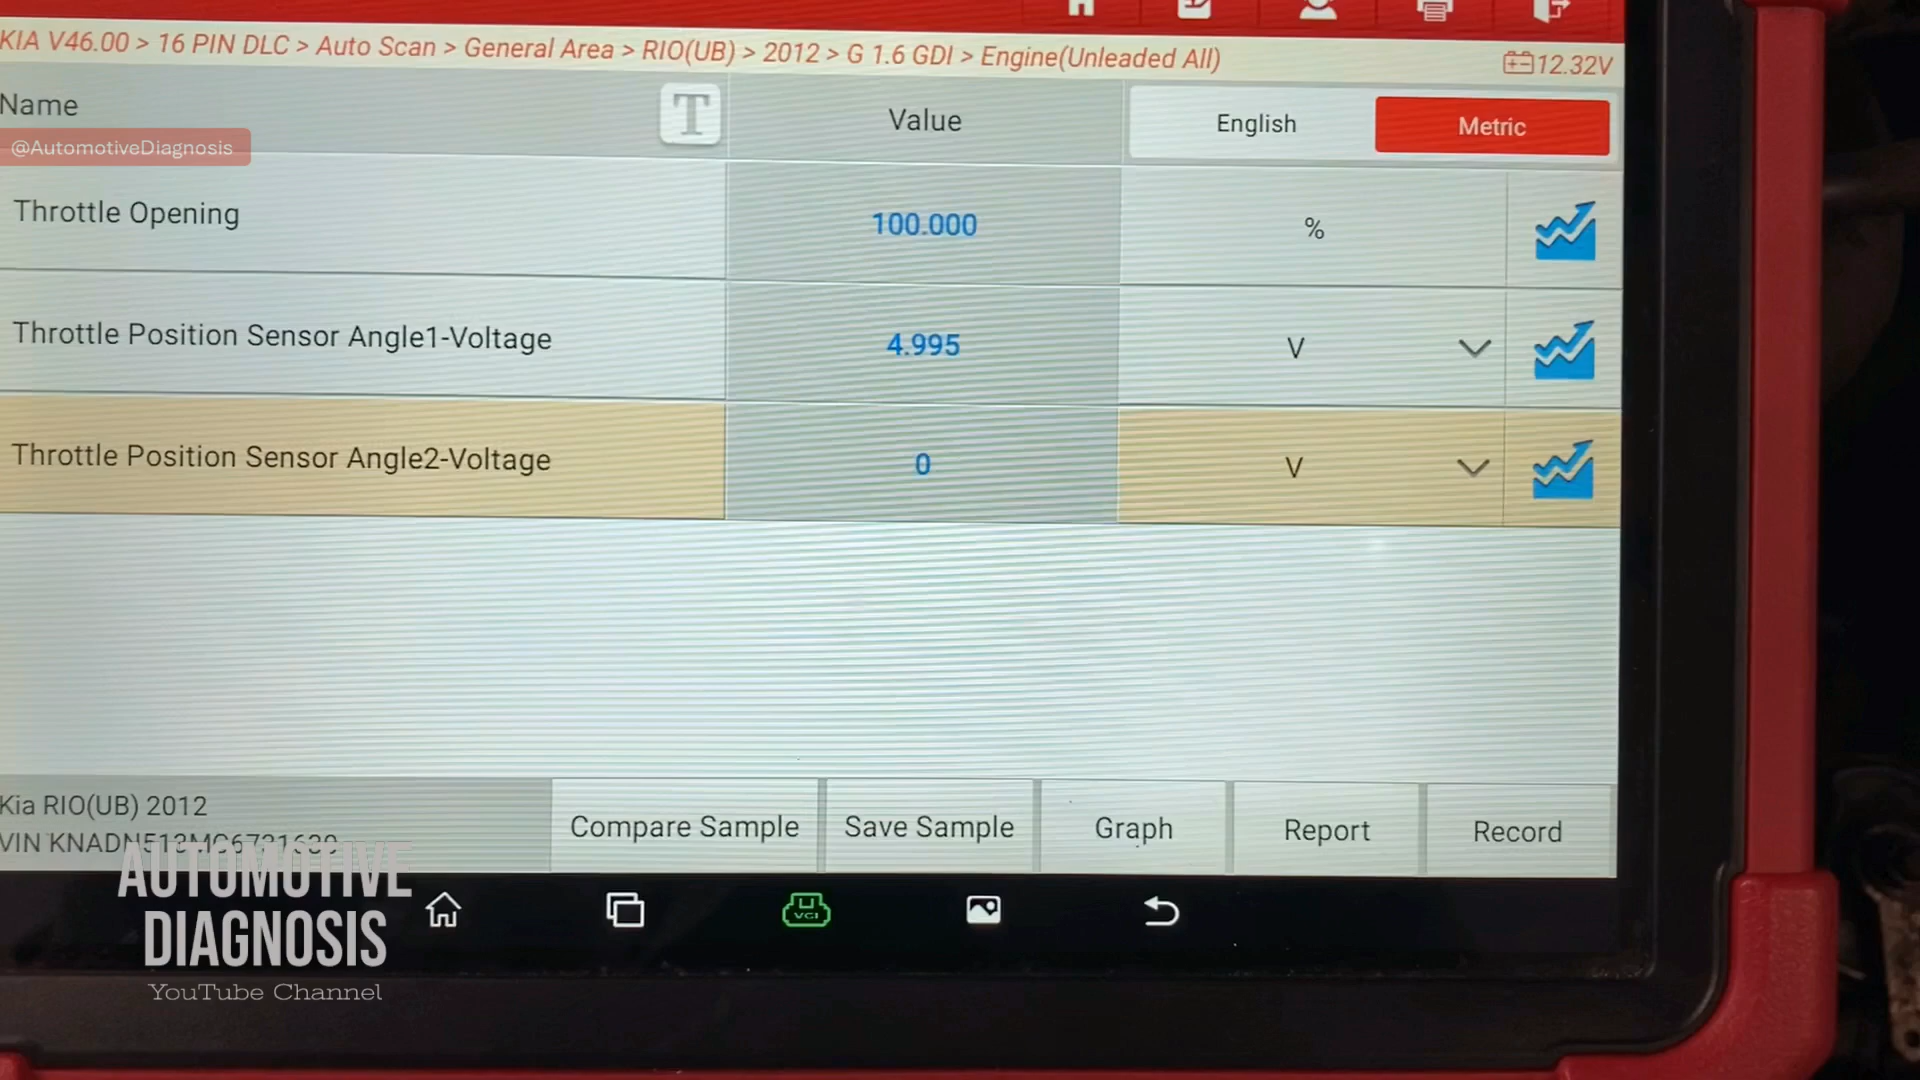 KIA V46.00 > 16 PIN DLC > Auto Scan > General Area > RIO(UB) > 2012 > G 1.6 GDI > Engine(Unleaded All)
12.32V
Name
T
Value
English
Metric
@AutomotiveDiagnosis
Throttle Opening
100.000
%
Throttle Position Sensor Angle1-Voltage
4.995
V
Throttle Position Sensor Angle2-Voltage
0
V
Kia RIO(UB) 2012
VIN
Compare Sample
Save Sample
Graph
Report
Record
AUTOMOTIVE
DIAGNOSIS
YouTube Channel
VCI